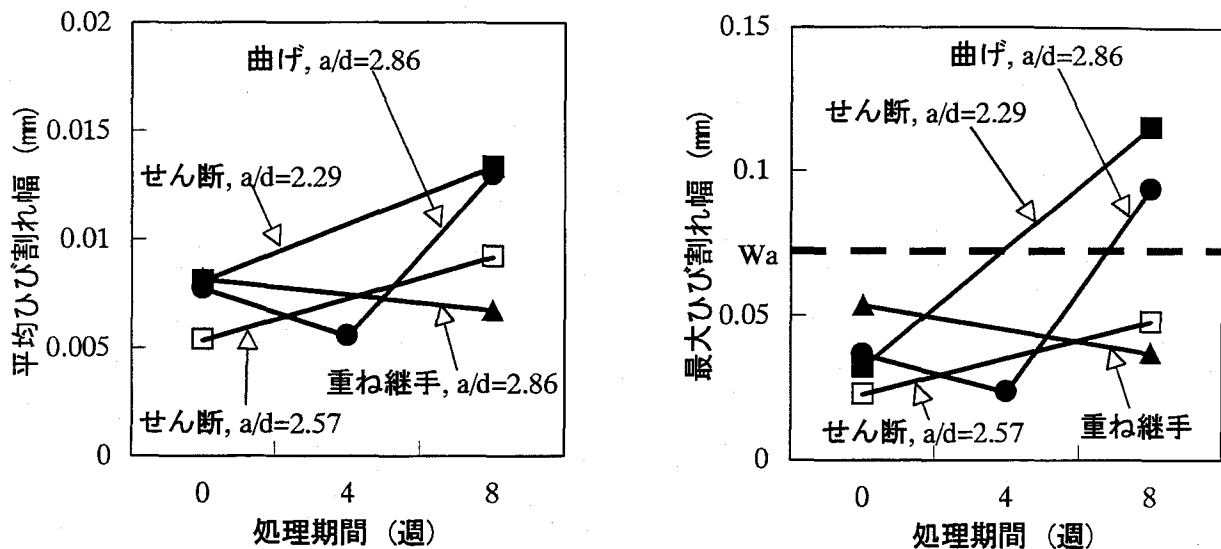 0.02
0.015
0.01
0.005
0
平均ひび割れ幅 (mm)
曲げ, a/d=2.86
せん断, a/d=2.29
重ね継手, a/d=2.86
せん断, a/d=2.57
0 4 8
処理期間 (週)
0.15
0.1
Wa
0.05
0
最大ひび割れ幅 (mm)
曲げ, a/d=2.86
せん断, a/d=2.29
せん断, a/d=2.57
重ね継手
0 4 8
処理期間 (週)